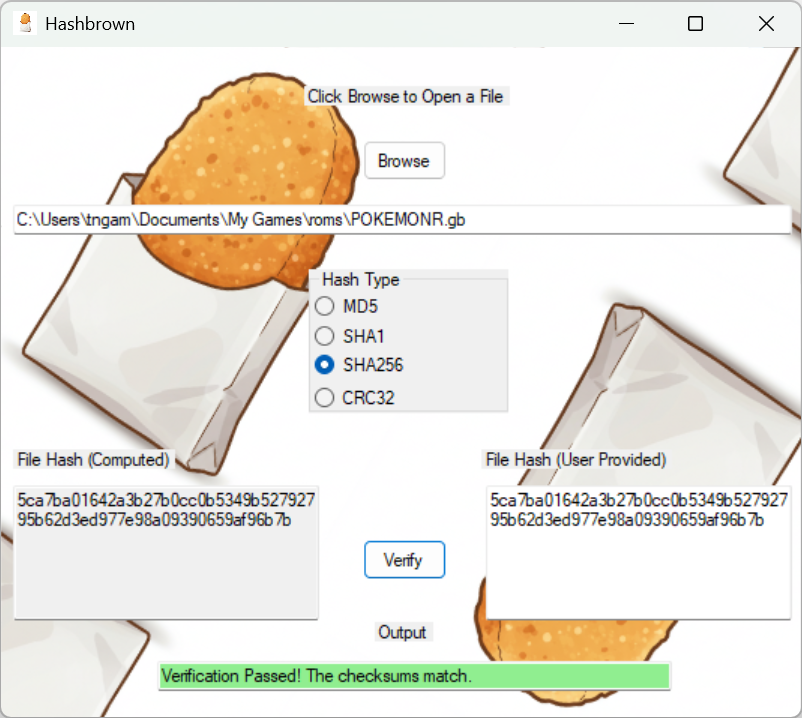 Hashbrown
Click Browse to Open a File
Browse
C:\Users\tngam\Documents\My Games\roms\POKEMONR.gb
Hash Type
MD5
SHA1
SHA256
CRC32
File Hash (Computed)
5ca7ba01642a3b27b0cc0b5349b527927
95b62d3ed977e98a09390659af96b7b
File Hash (User Provided)
5ca7ba01642a3b27b0cc0b5349b527927
95b62d3ed977e98a09390659af96b7b
Verify
Output
Verification Passed! The checksums match.